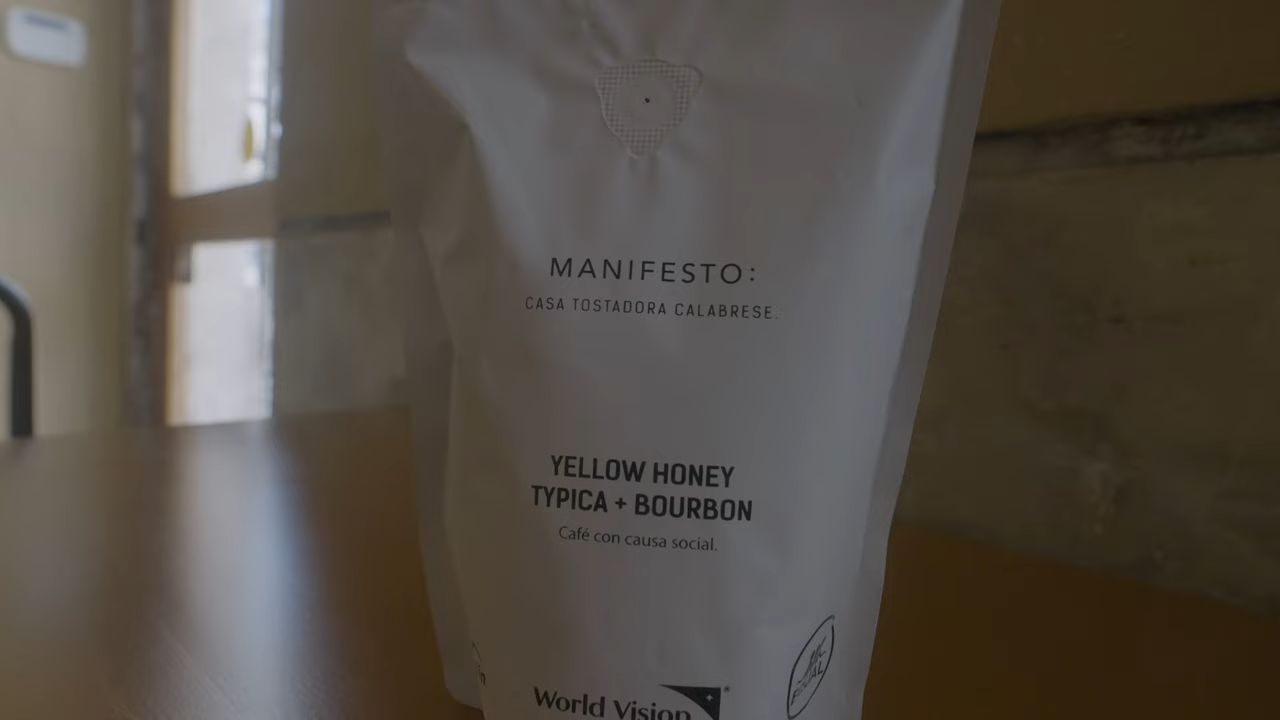 MANIFESTO:
CASA TOSTADORA CALABRESE.
YELLOW HONEY
TYPICA + BOURBON
Café con causa social.
World Vision®